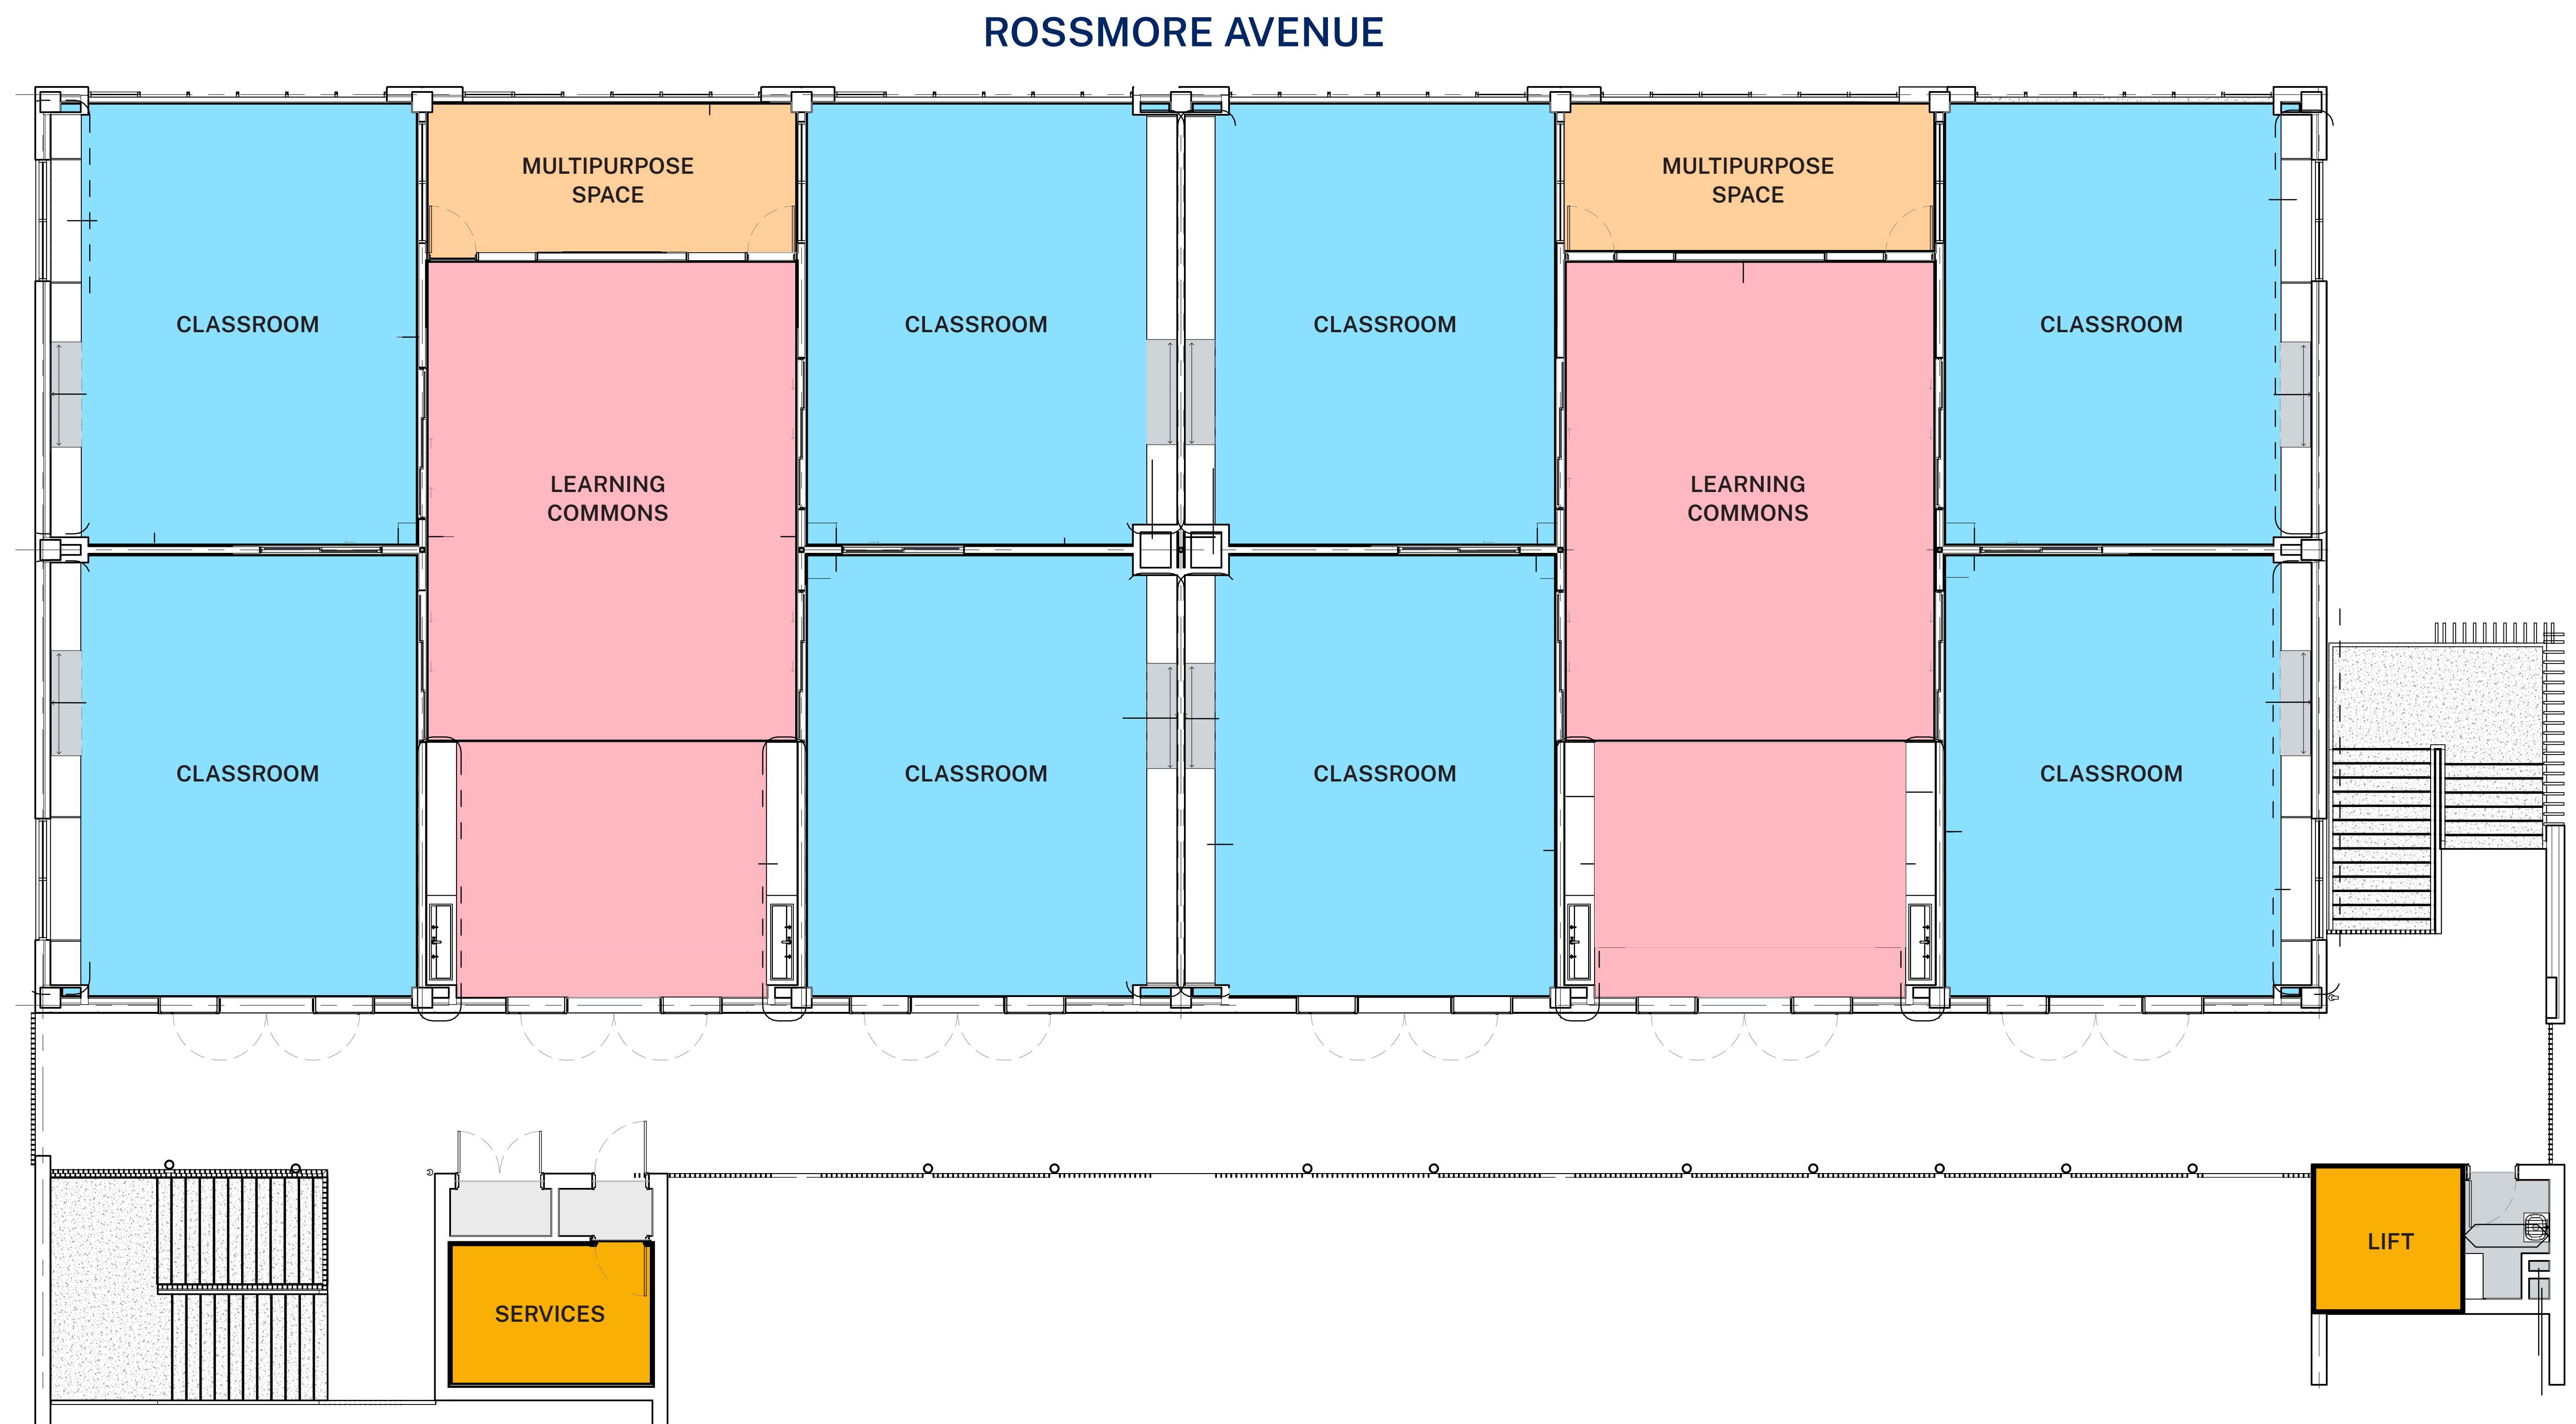 ROSSMORE AVENUE
MULTIPURPOSE
SPACE
MULTIPURPOSE
SPACE
CLASSROOM
CLASSROOM
CLASSROOM
CLASSROOM
LEARNING
COMMONS
LEARNING
COMMONS
CLASSROOM
CLASSROOM
CLASSROOM
CLASSROOM
LIFT
SERVICES